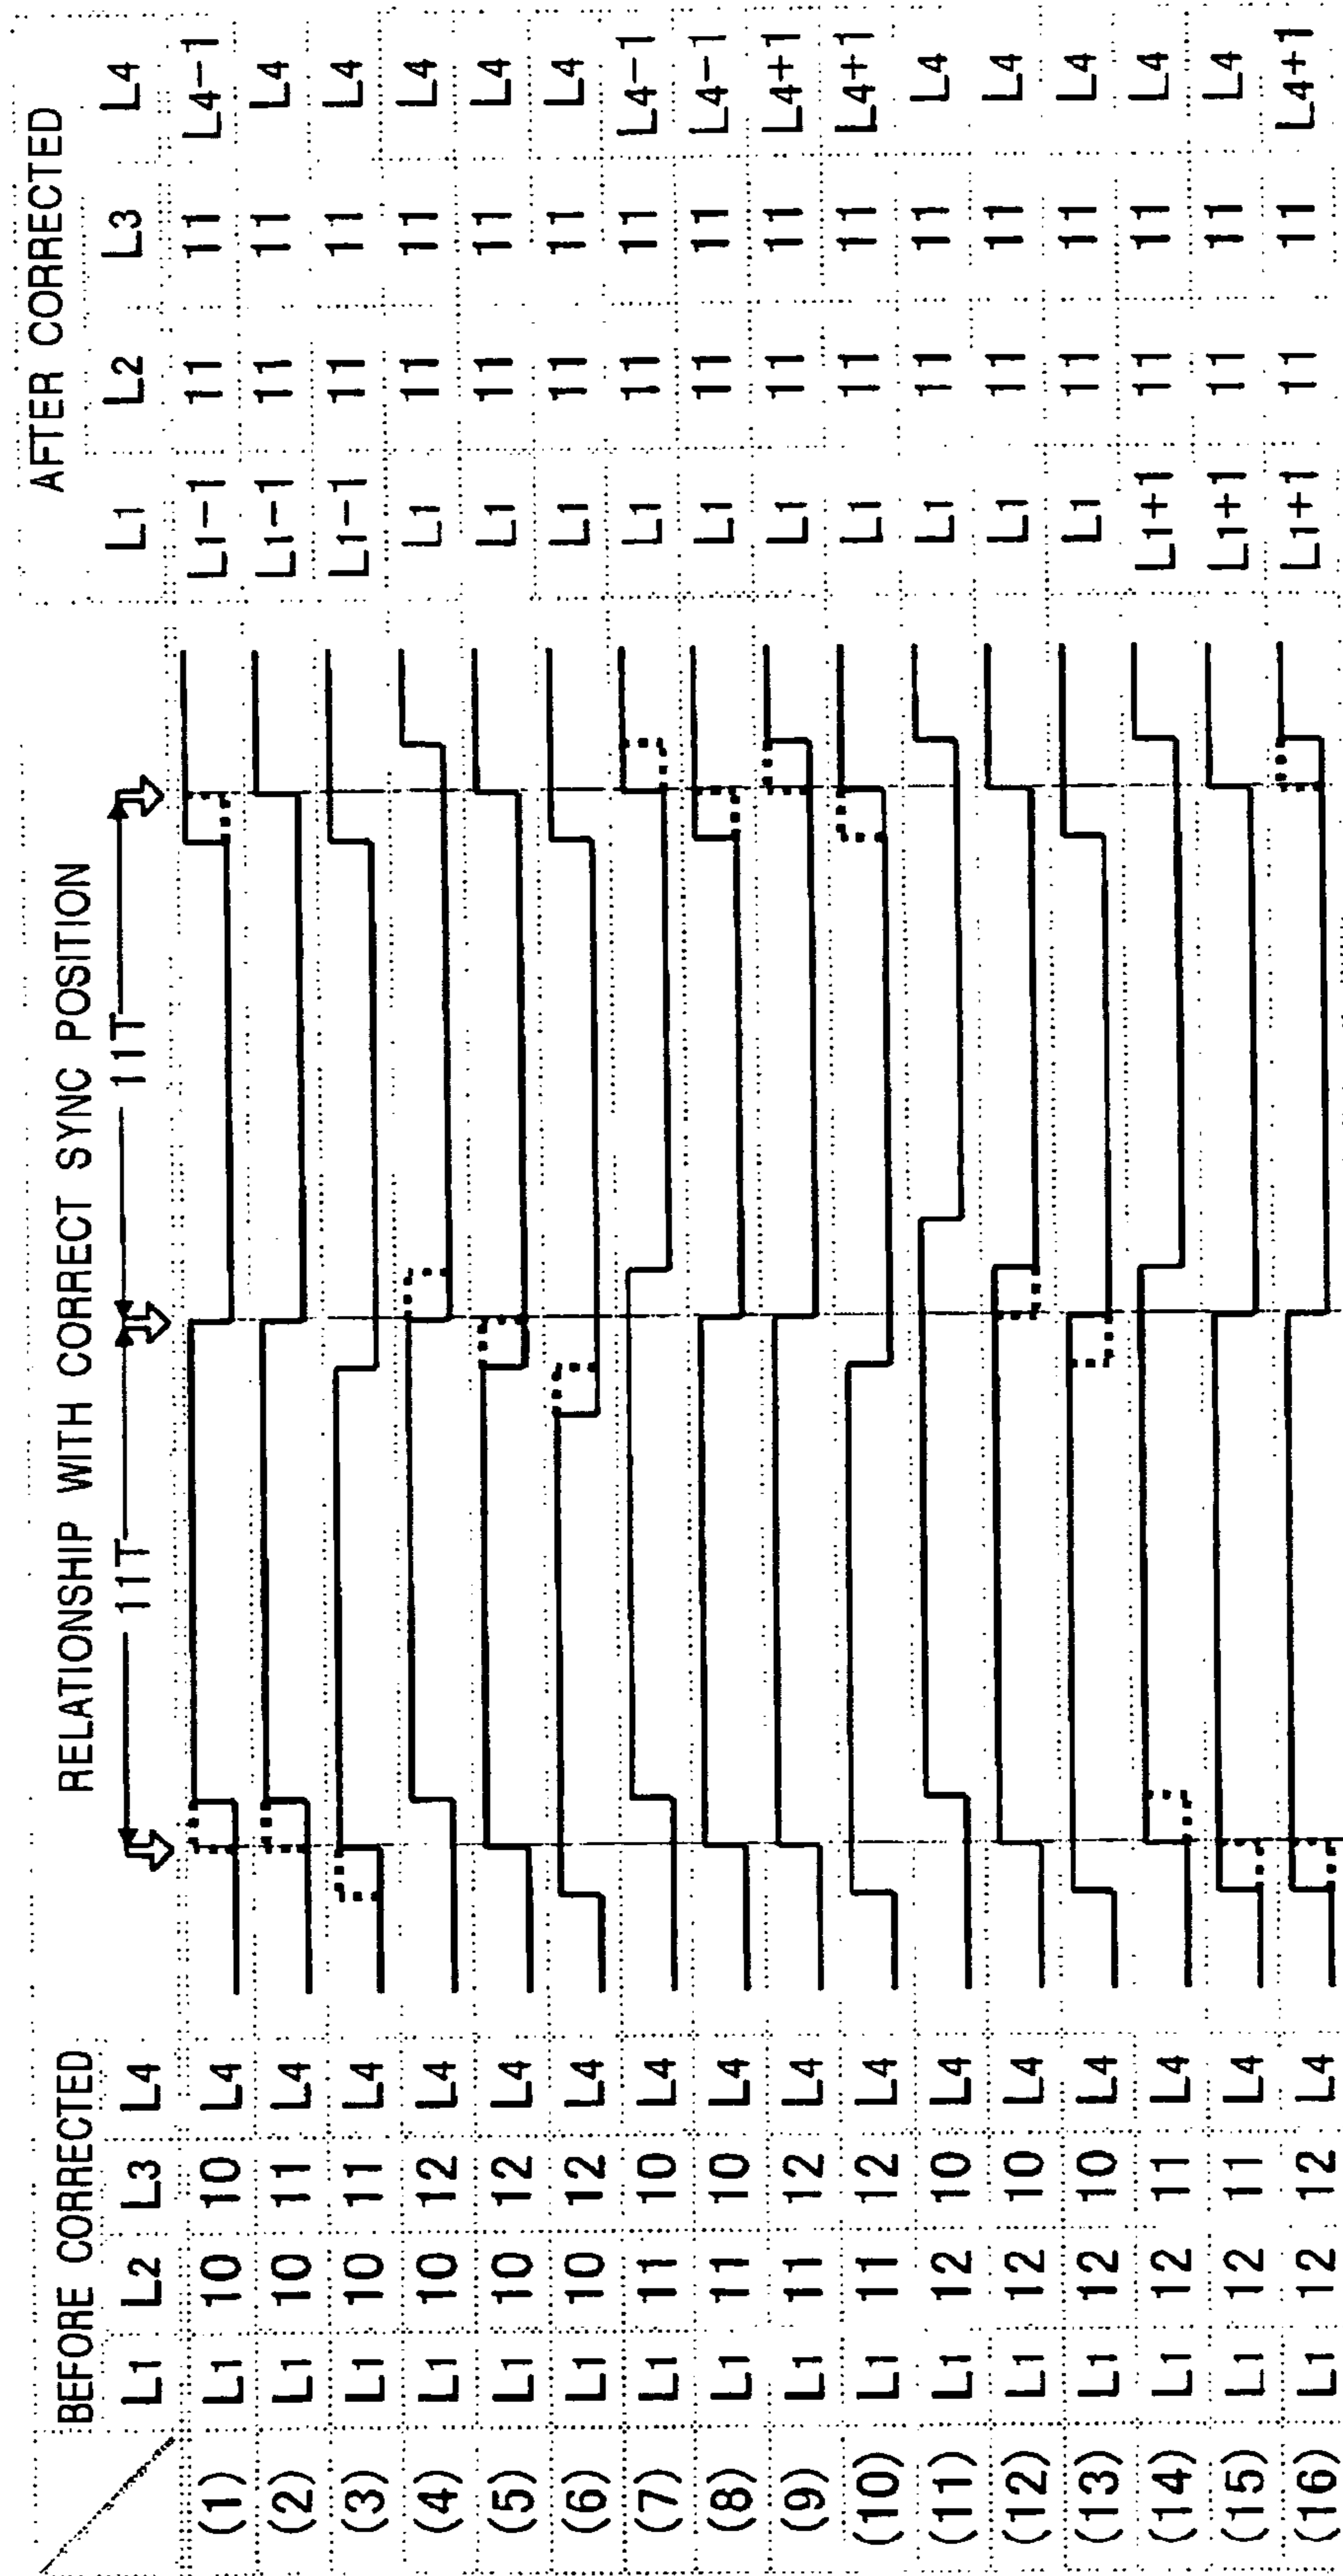 BEFORE CORRECTED RELATIONSHIP WITH CORRECT SYNC POSITION AFTER CORRECTED
L1 L2 L3 L4 11T 11T L1 L2 L3 L4
(1) L1 10 10 L4 L1-1 11 11 L4-1
(2) L1 10 11 L4 L1-1 11 11 L4
(3) L1 10 11 L4 L1-1 11 11 L4
(4) L1 10 12 L4 L1 11 11 L4
(5) L1 10 12 L4 L1 11 11 L4
(6) L1 10 12 L4 L1 11 11 L4
(7) L1 11 10 L4 L1 11 11 L4-1
(8) L1 11 10 L4 L1 11 11 L4-1
(9) L1 11 12 L4 L1 11 11 L4+1
(10) L1 11 12 L4 L1 11 11 L4+1
(11) L1 12 10 L4 L1 11 11 L4
(12) L1 12 10 L4 L1 11 11 L4
(13) L1 12 10 L4 L1 11 11 L4
(14) L1 12 11 L4 L1+1 11 11 L4
(15) L1 12 11 L4 L1+1 11 11 L4
(16) L1 12 12 L4 L1+1 11 11 L4+1